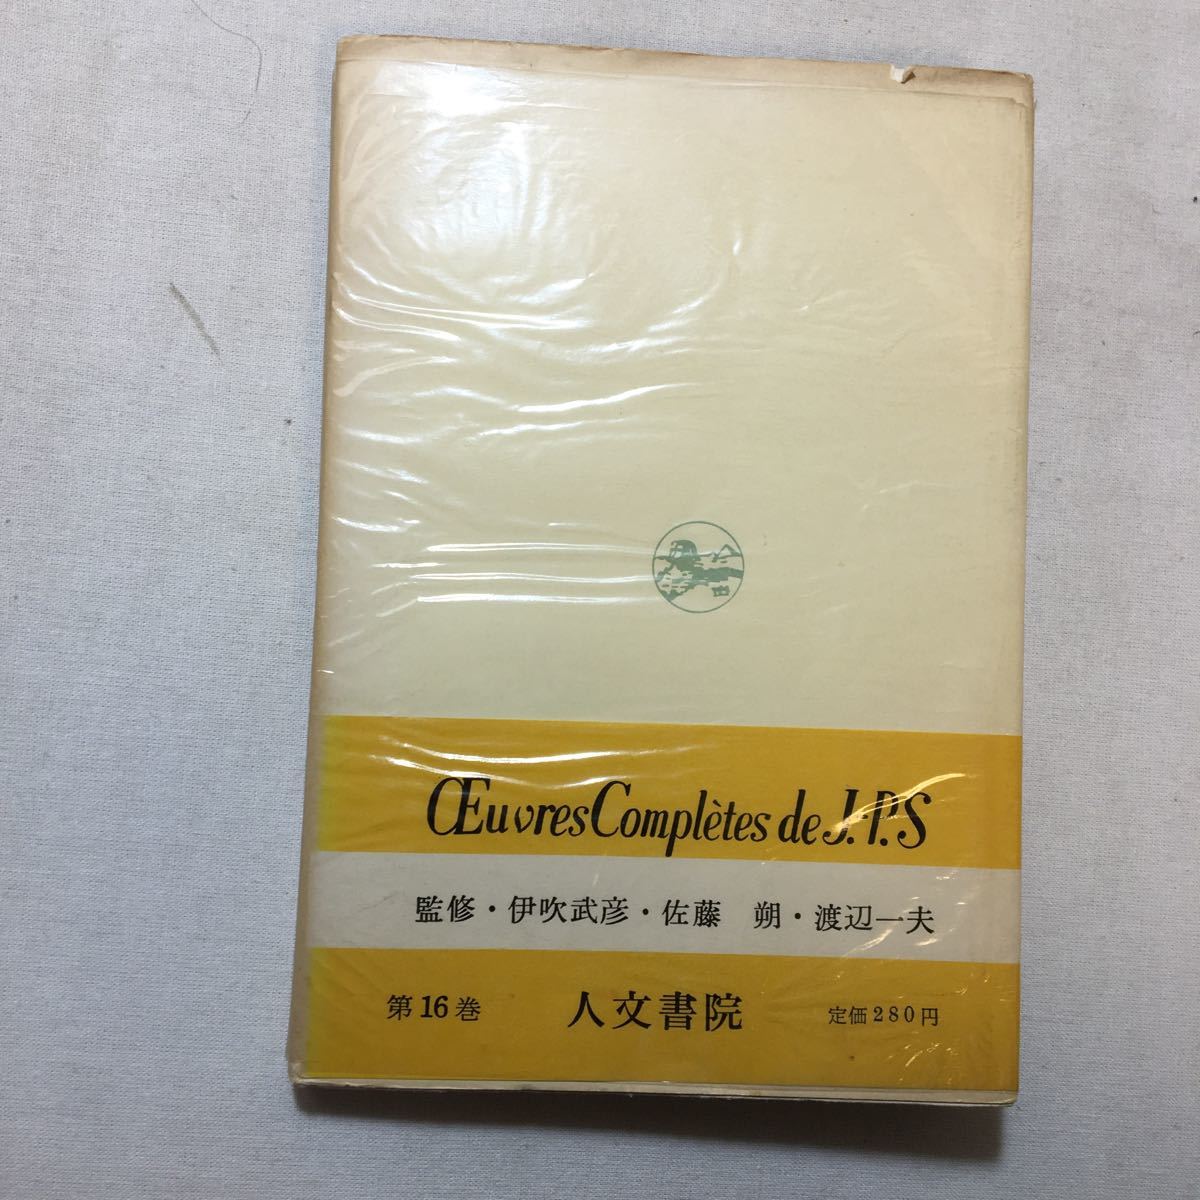 Œuvres Complètes de J.-P. S
監修・伊吹武彦・佐藤 朔・渡辺一夫
第16巻 人文書院 定価280円